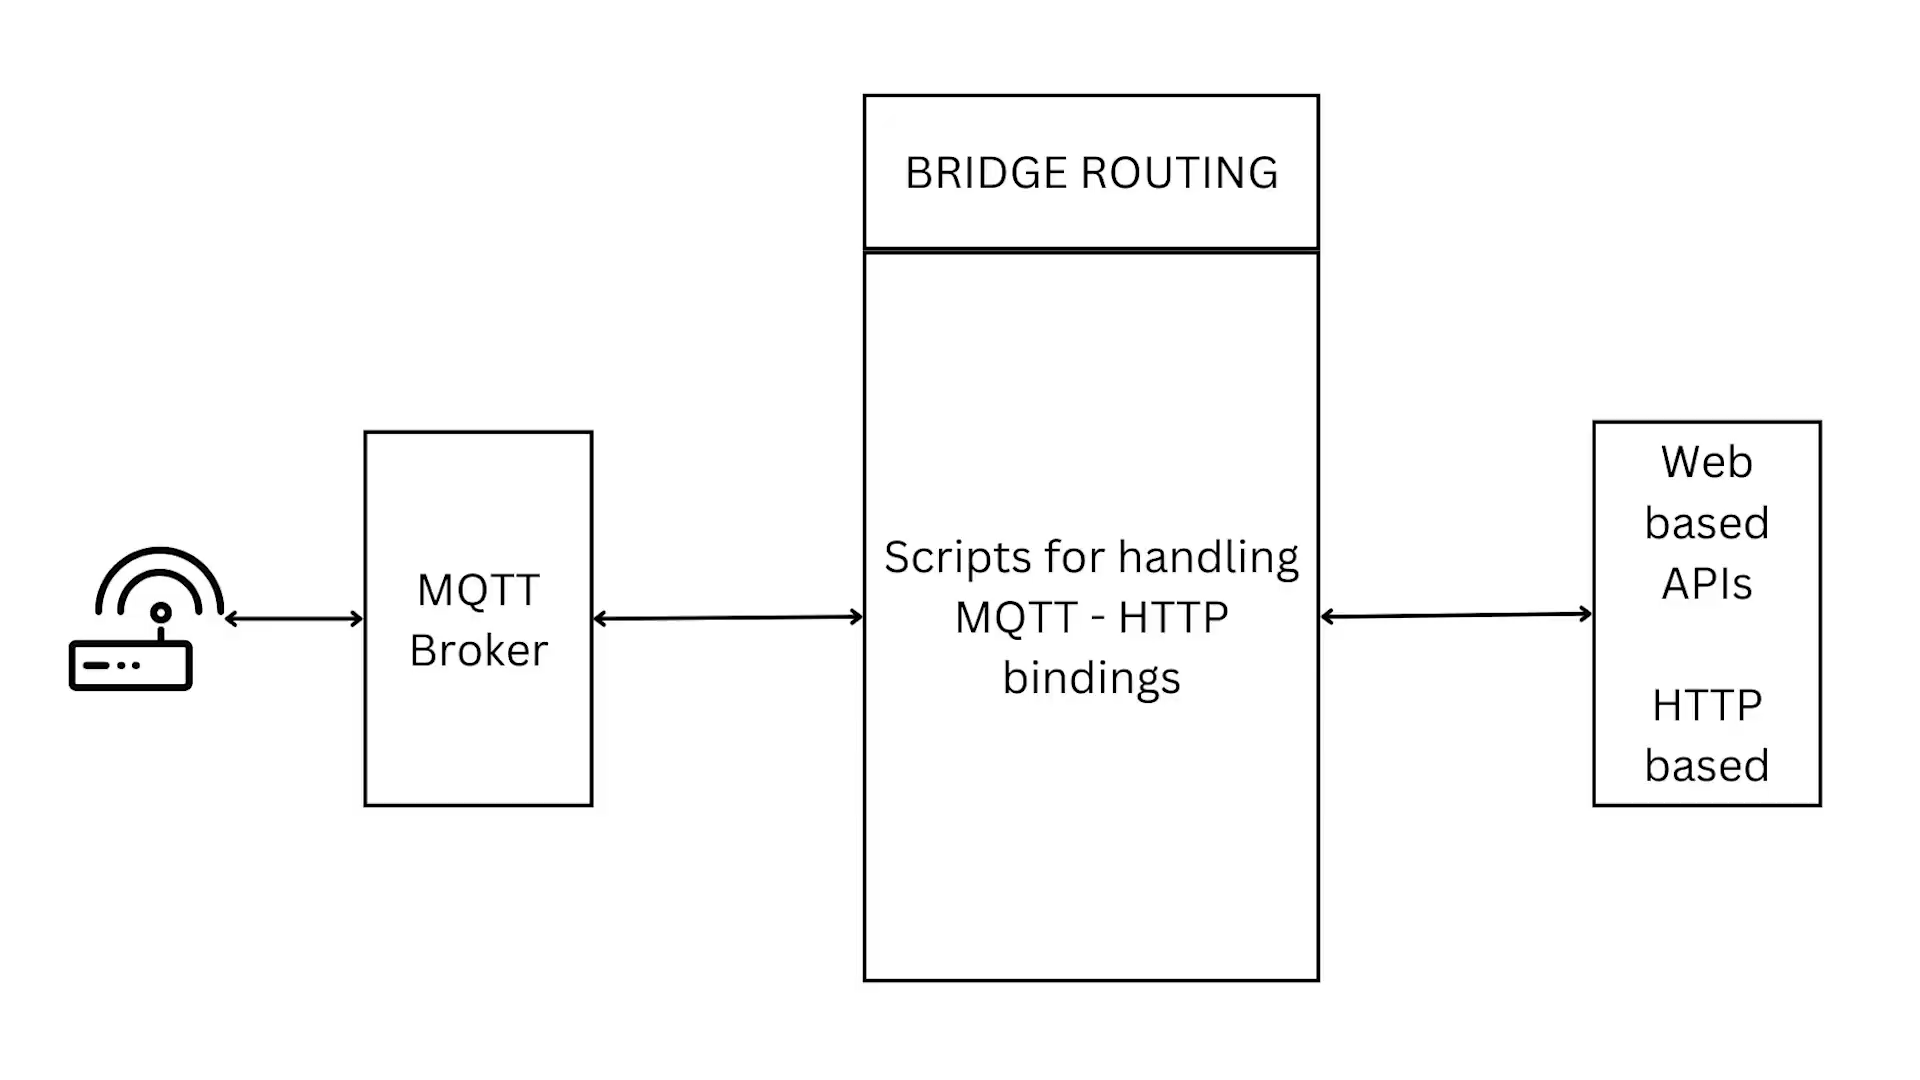 BRIDGE ROUTING
MQTT
Broker
Scripts for handling
MQTT - HTTP
bindings
Web
based
APIs
HTTP
based